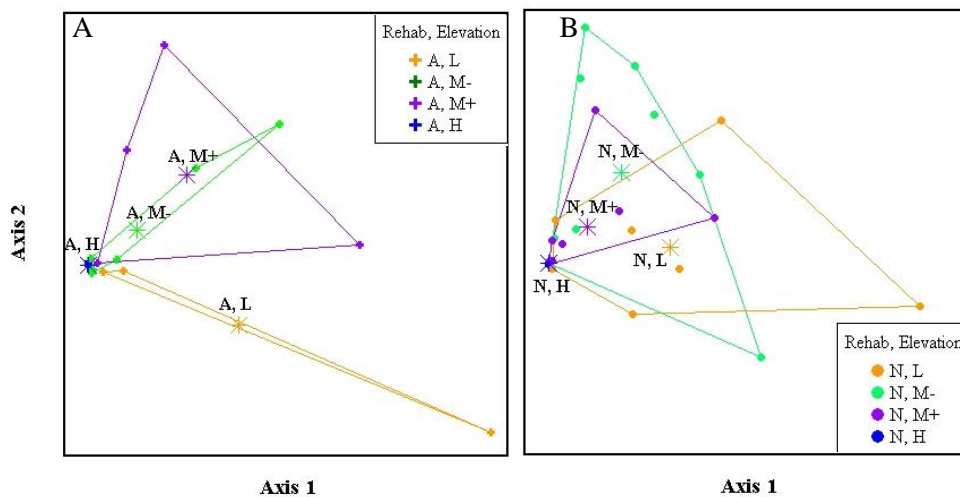 A
Rehab, Elevation
A, L
A, M-
A, M+
A, H
A, M+
A, M-
A, H
A, L
Axis 2
Axis 1
B
N, M-
N, M+
N, L
N, H
Rehab, Elevation
N, L
N, M-
N, M+
N, H
Axis 1